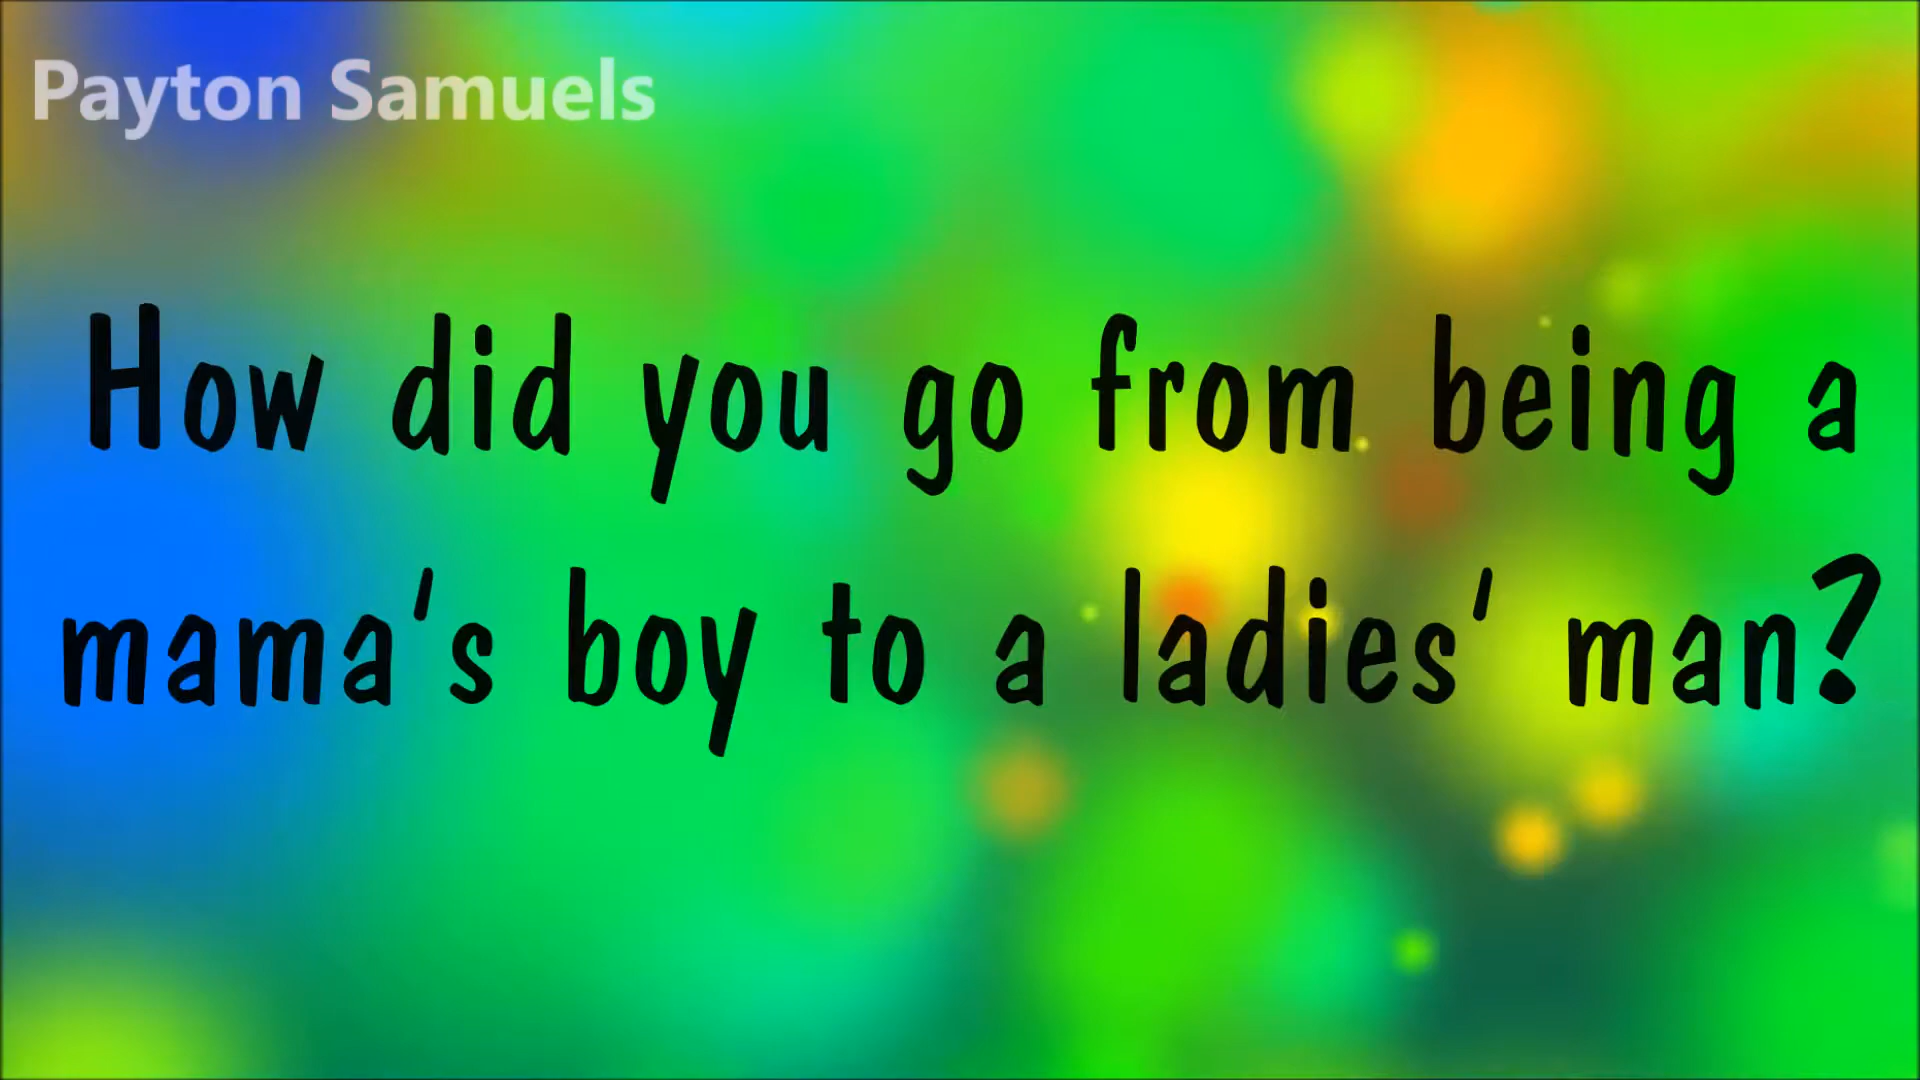 Payton Samuels
How did you go from being a
mama's boy to a ladies' man?